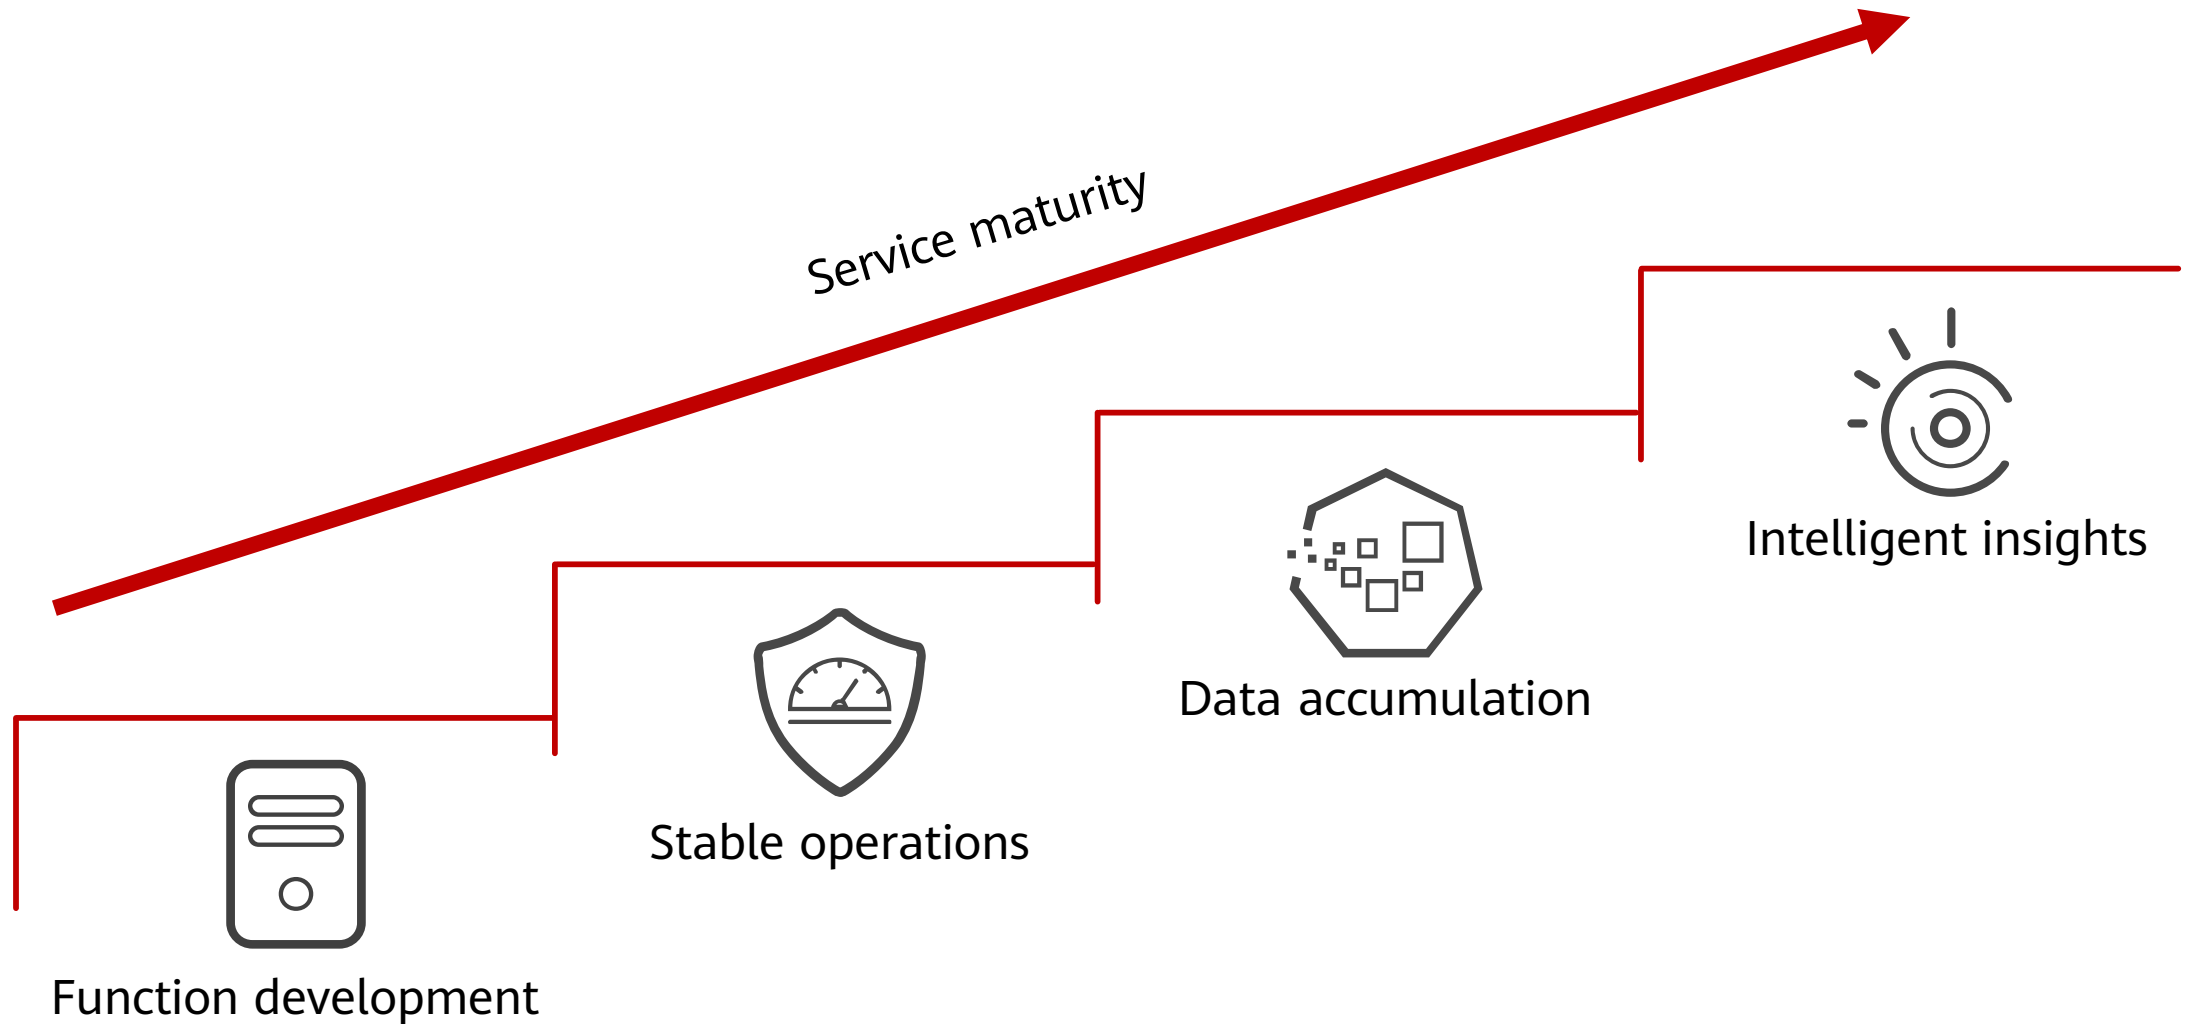 Service maturity
Intelligent insights
Data accumulation
Stable operations
Function development